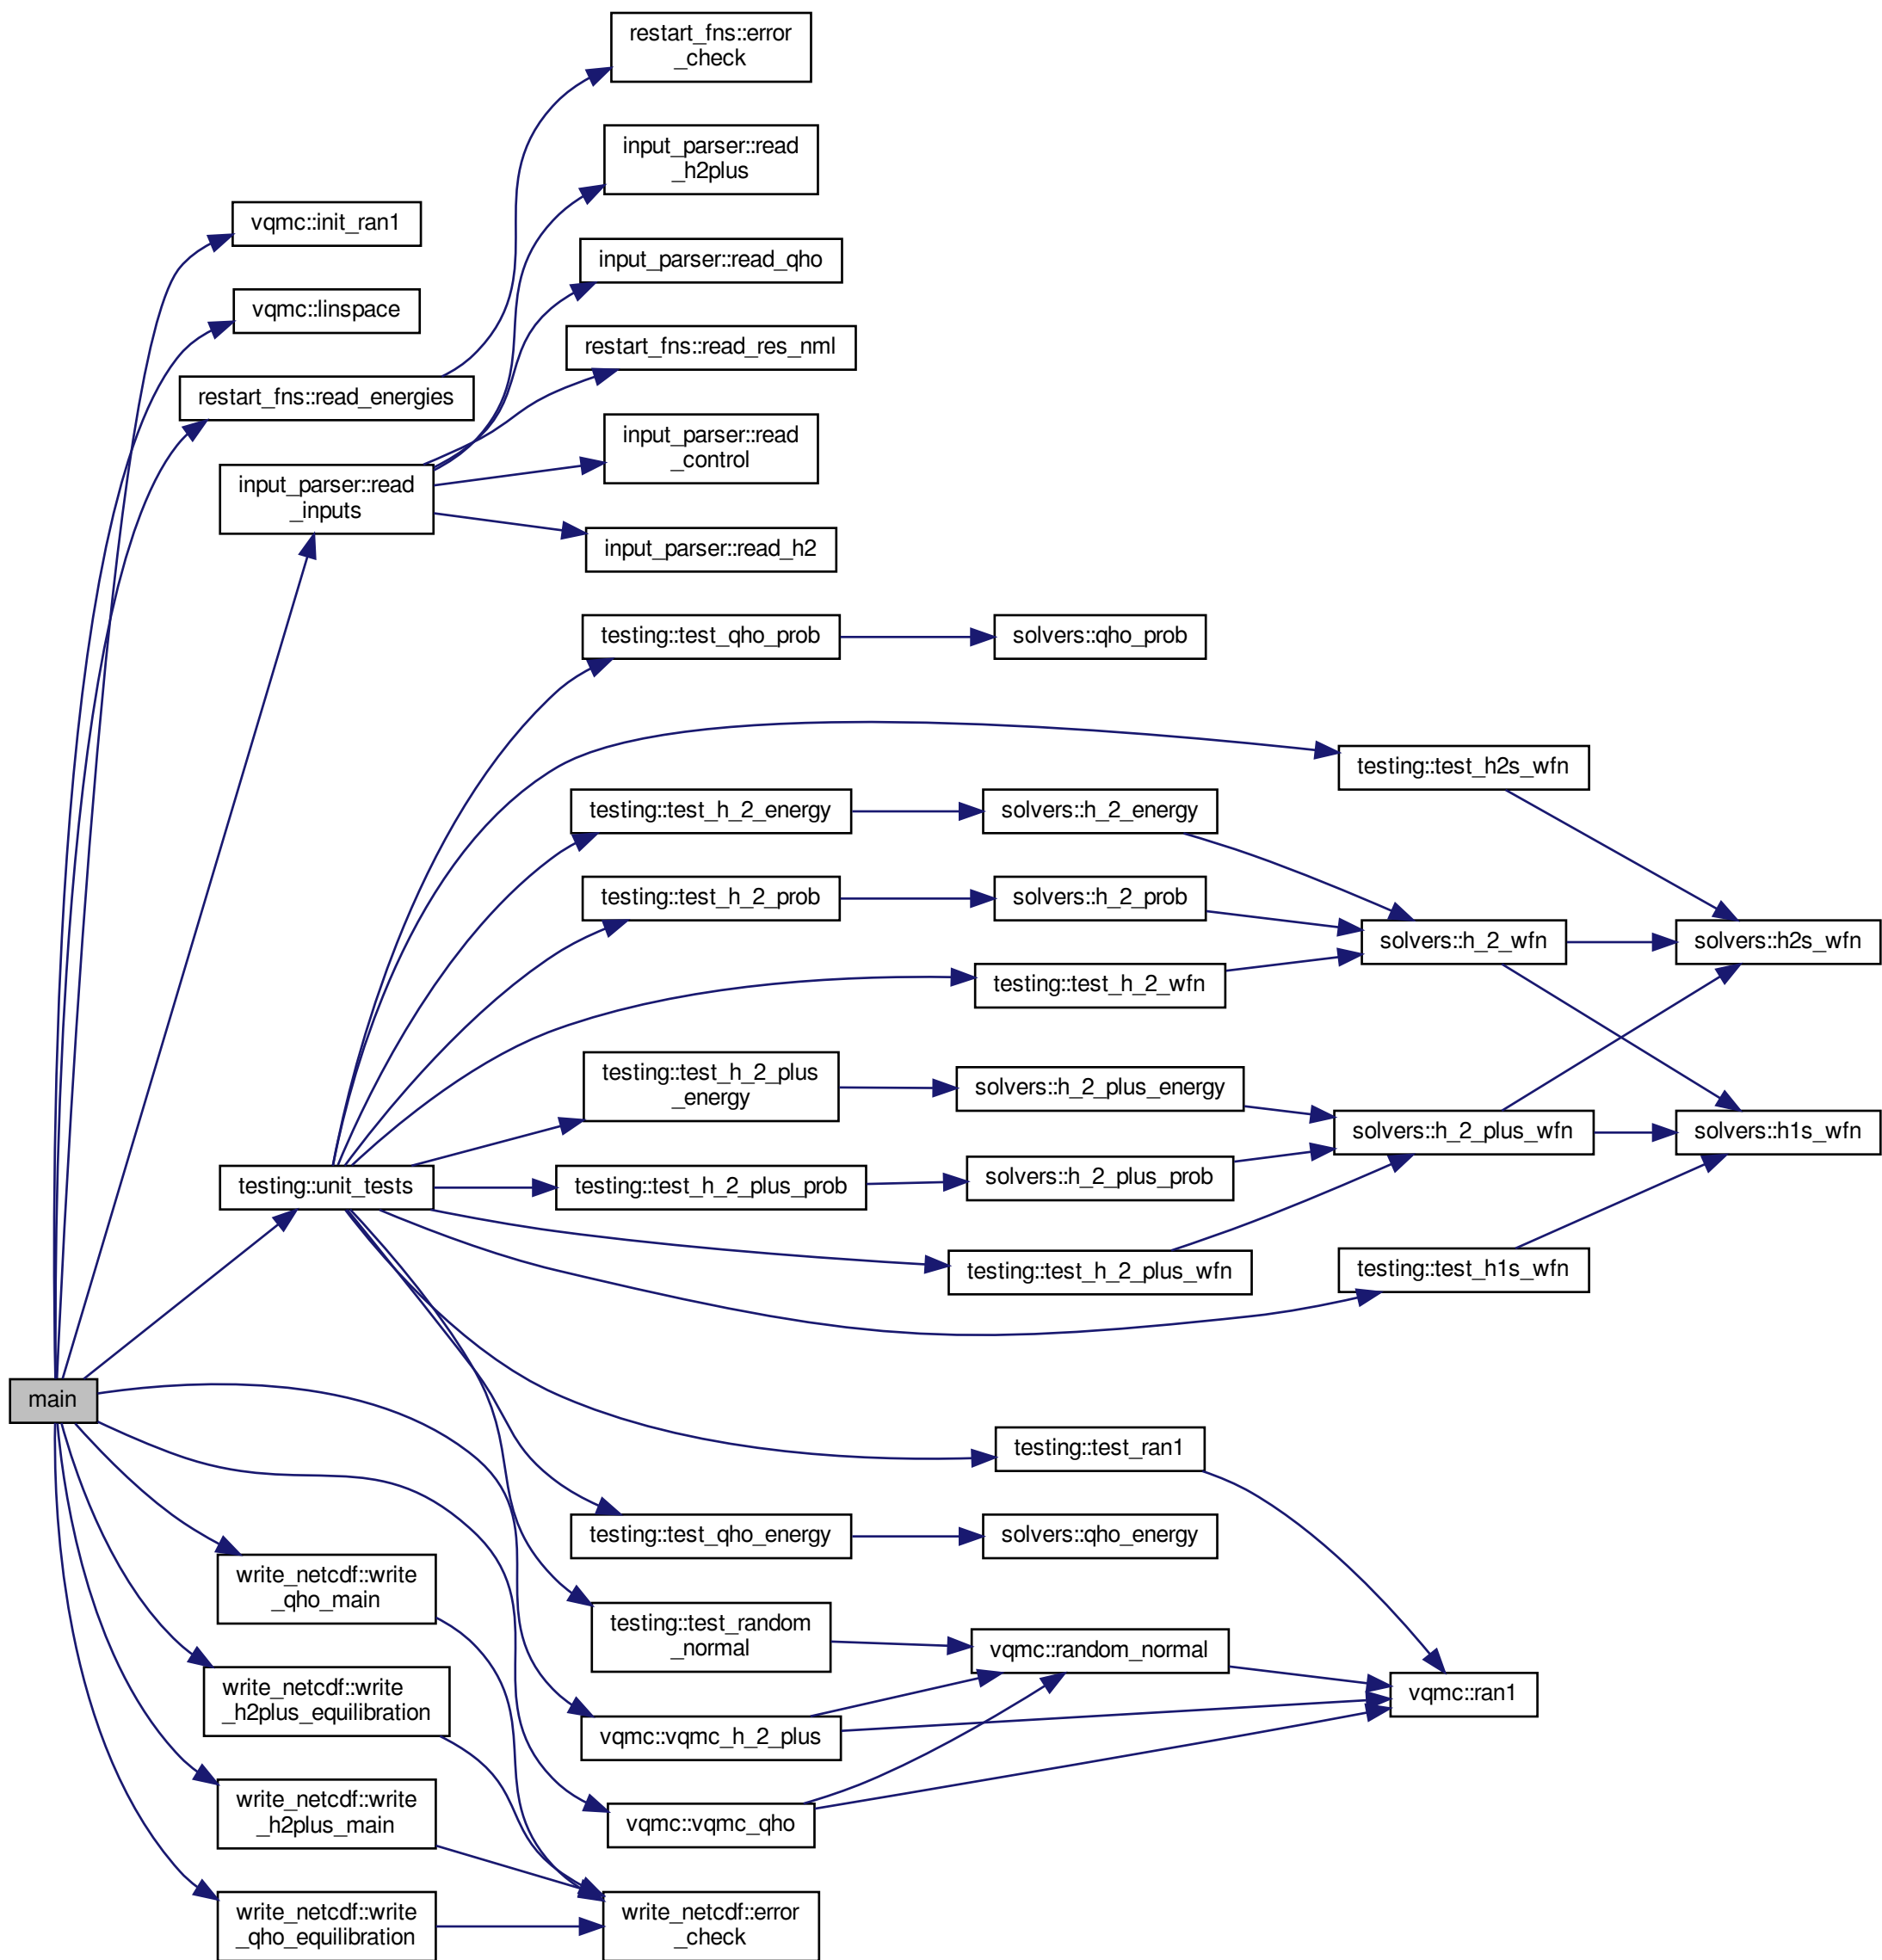 restart_fns::error
_check
input_parser::read
_h2plus
vqmc::init_ran1
input_parser::read_qho
vqmc::linspace
restart_fns::read_res_nml
restart_fns::read_energies
input_parser::read
_control
input_parser::read
_inputs
input_parser::read_h2
testing::test_qho_prob
solvers::qho_prob
testing::test_h2s_wfn
testing::test_h_2_energy
solvers::h_2_energy
testing::test_h_2_prob
solvers::h_2_prob
solvers::h_2_wfn
solvers::h2s_wfn
testing::test_h_2_wfn
testing::test_h_2_plus
_energy
solvers::h_2_plus_energy
solvers::h_2_plus_wfn
solvers::h1s_wfn
testing::unit_tests
testing::test_h_2_plus_prob
solvers::h_2_plus_prob
testing::test_h_2_plus_wfn
testing::test_h1s_wfn
main
testing::test_ran1
testing::test_qho_energy
solvers::qho_energy
write_netcdf::write
_qho_main
testing::test_random
_normal
vqmc::random_normal
write_netcdf::write
_h2plus_equilibration
vqmc::ran1
vqmc::vqmc_h_2_plus
write_netcdf::write
_h2plus_main
vqmc::vqmc_qho
write_netcdf::write
_qho_equilibration
write_netcdf::error
_check